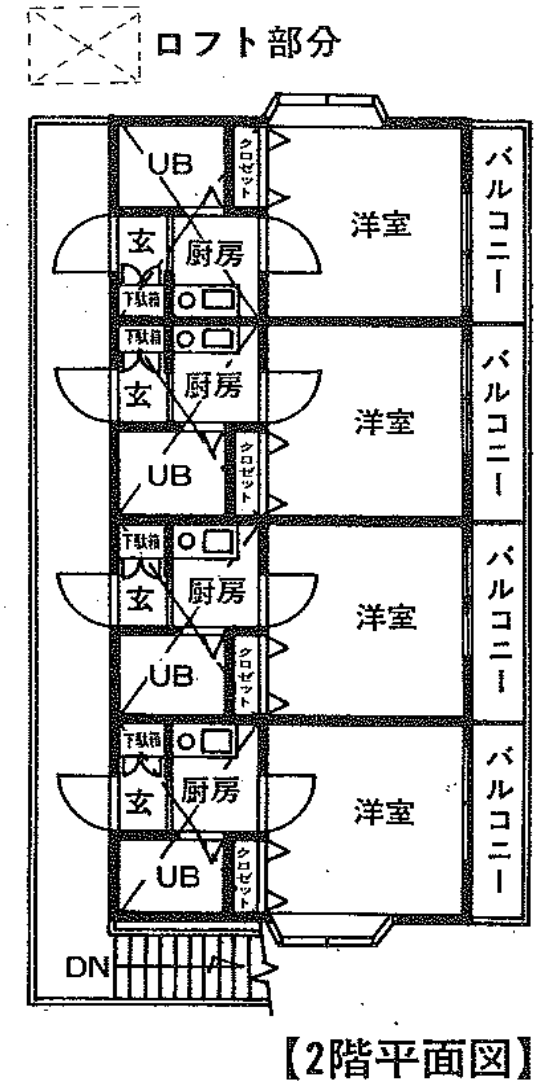 ロフト部分
UB
クロゼット
洋室
バルコニー
玄
厨房
下駄箱
下駄箱
厨房
玄
洋室
バルコニー
UB
クロゼット
下駄箱
厨房
玄
洋室
バルコニー
UB
クロゼット
下駄箱
厨房
玄
洋室
バルコニー
UB
クロゼット
DN
【2階平面図】